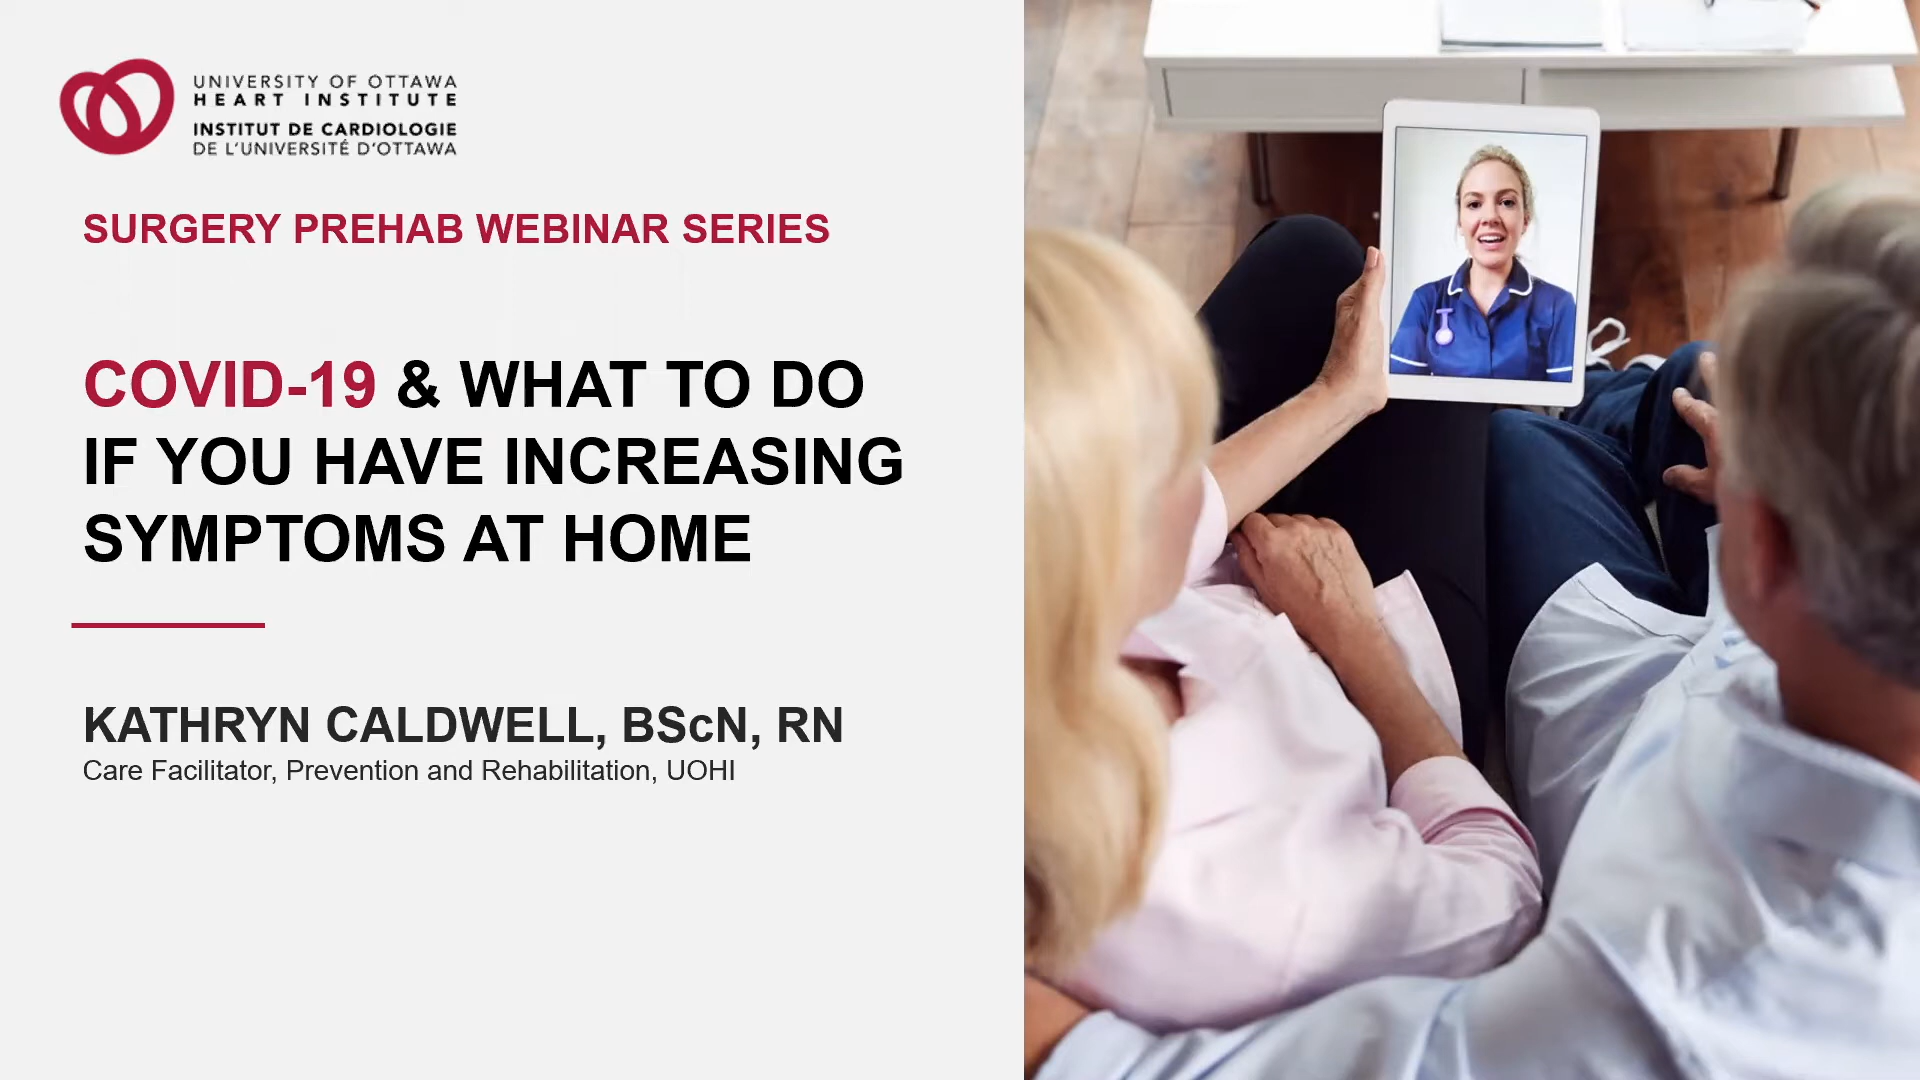 UNIVERSITY OF OTTAWA
HEART INSTITUTE
INSTITUT DE CARDIOLOGIE
DE L'UNIVERSITÉ D'OTTAWA
SURGERY PREHAB WEBINAR SERIES
COVID-19 & WHAT TO DO
IF YOU HAVE INCREASING
SYMPTOMS AT HOME
KATHRYN CALDWELL, BScN, RN
Care Facilitator, Prevention and Rehabilitation, UOHI